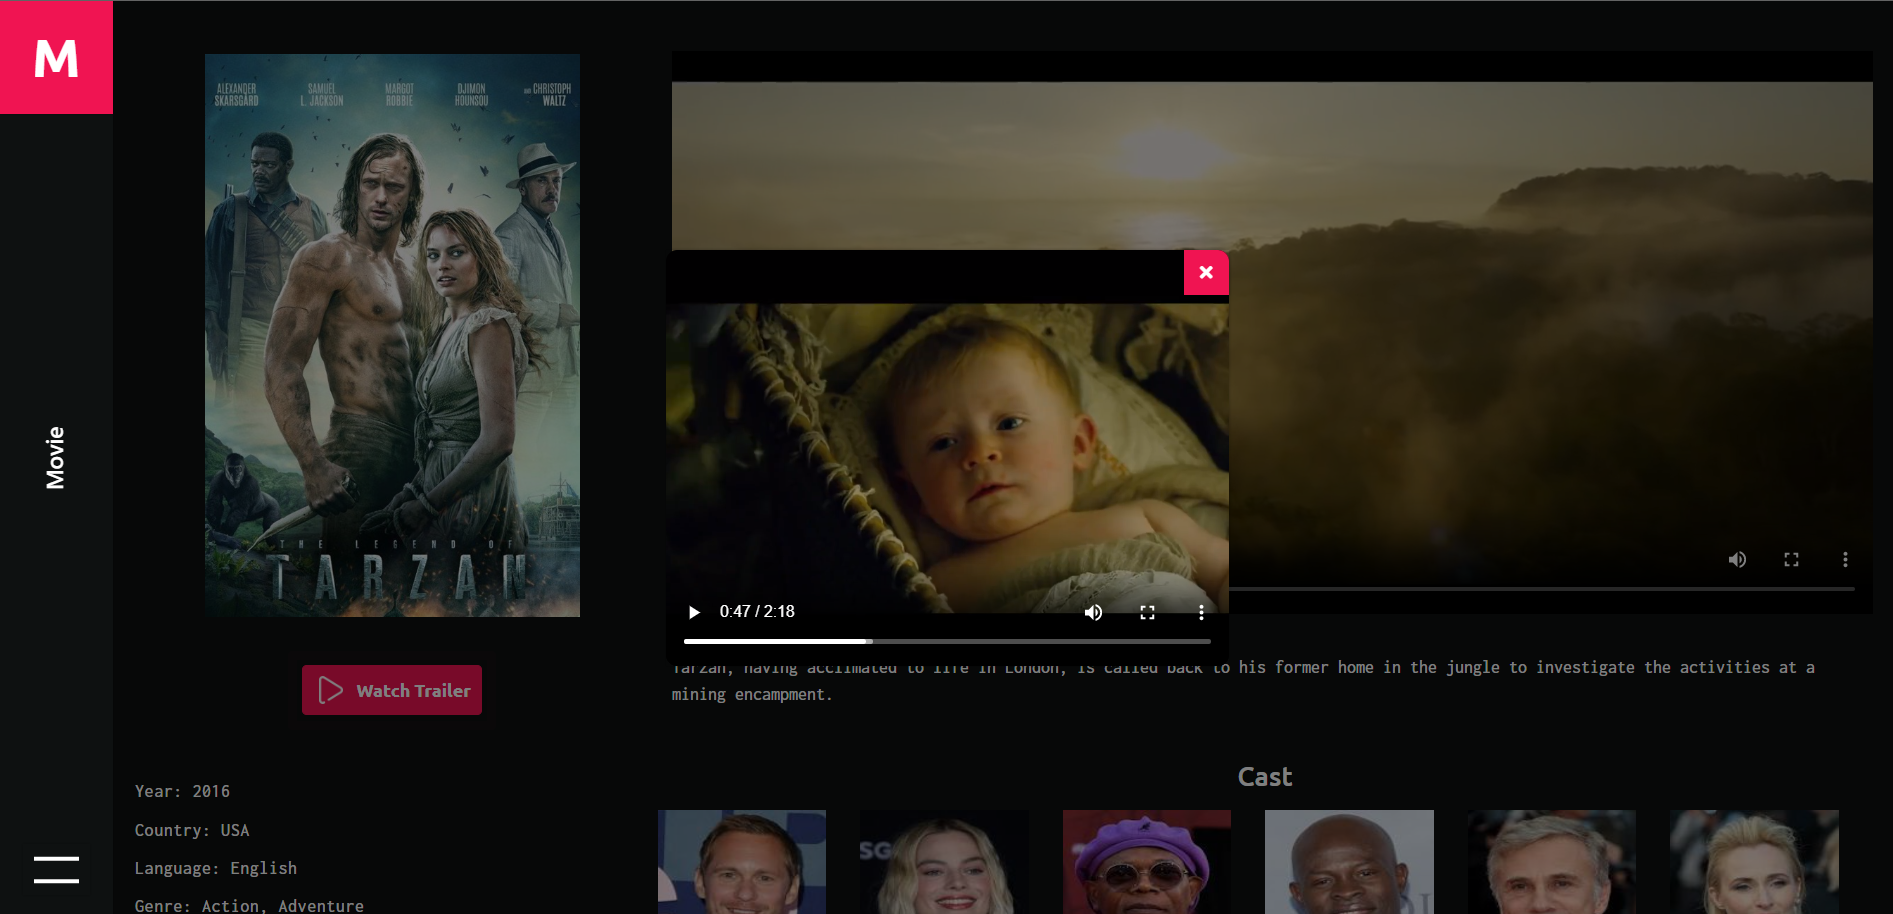 M
Movie
ALEXANDER SKARSGÅRD
SAMUEL L. JACKSON
MARGOT ROBBIE
DJIMON HOUNSOU
AND CHRISTOPH WALTZ
THE LEGEND OF
TARZAN
Watch Trailer
Year: 2016
Country: USA
Language: English
Genre: Action, Adventure
0:47 / 2:18
Tarzan, having acclimated to life in London, is called back to his former home in the jungle to investigate the activities at a
mining encampment.
Cast
SG